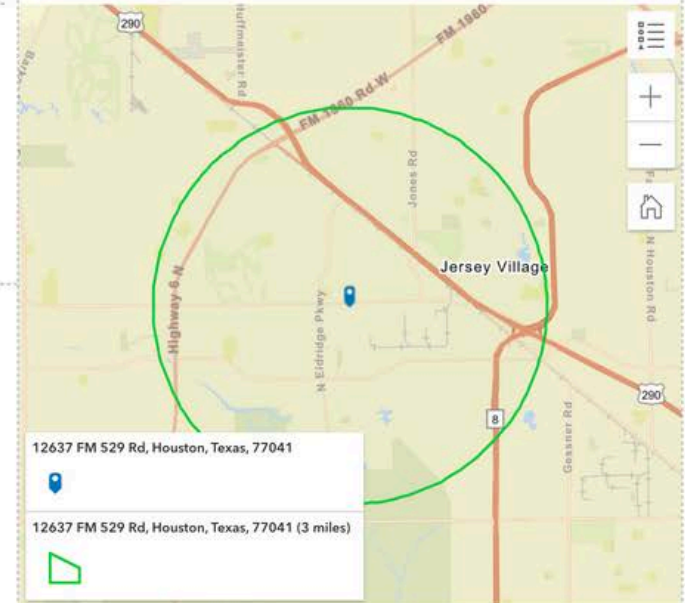 290
Huffmeister Rd
FM 1960
FM 1960 Rd W
Jones Rd
Jersey Village
Highway 6 N
N Eldridge Pkwy
N Houston Rd
290
8
Gessner Rd
12637 FM 529 Rd, Houston, Texas, 77041
12637 FM 529 Rd, Houston, Texas, 77041 (3 miles)